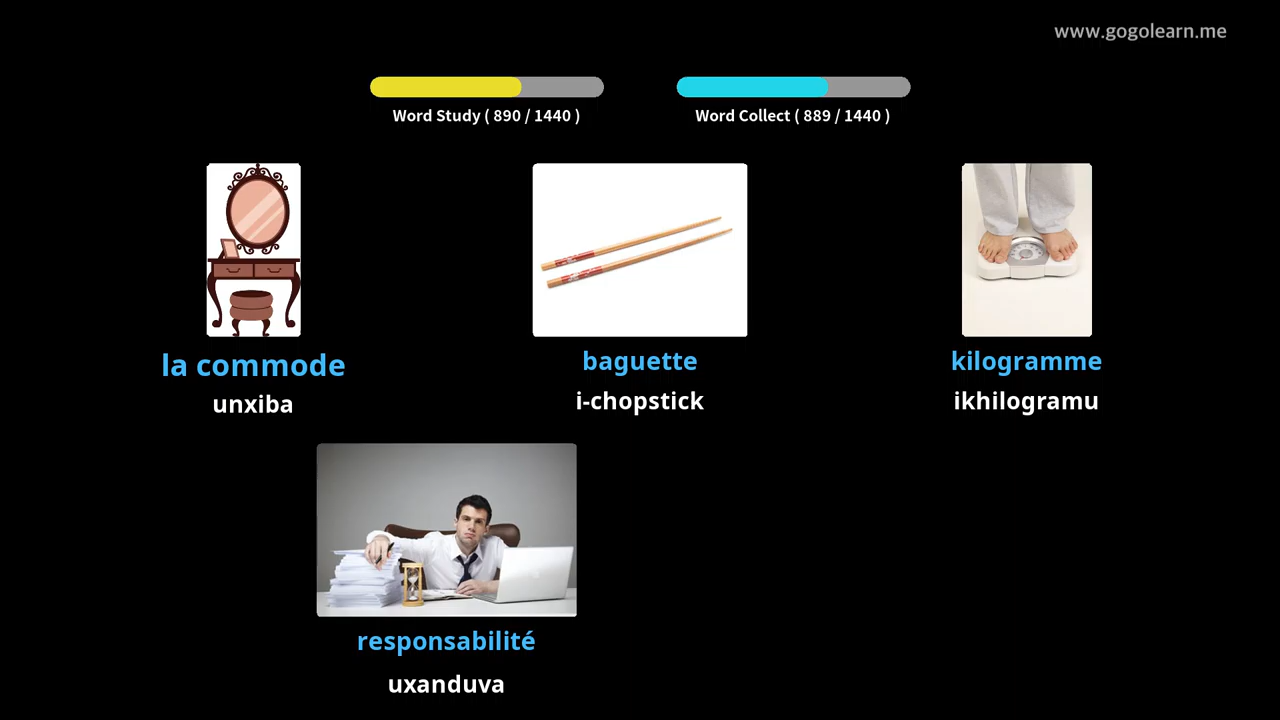 www.gogolearn.me
Word Study ( 890 / 1440 )
Word Collect ( 889 / 1440 )
la commode
unxiba
baguette
i-chopstick
kilogramme
ikhilogramu
responsabilité
uxanduva